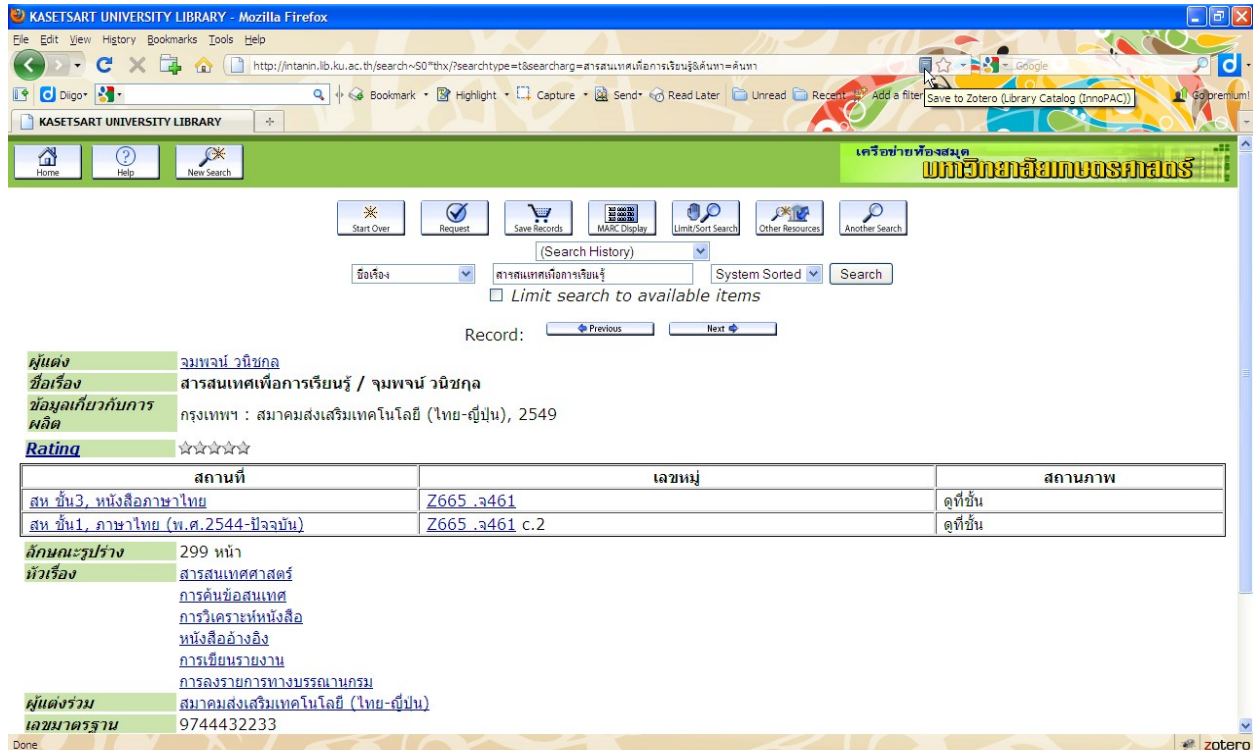 KASETSART UNIVERSITY LIBRARY - Mozilla Firefox
File Edit View History Bookmarks Tools Help
http://intanin.lib.ku.ac.th/search~S0*thx/?searchtype=t&searcharg=สารสนเทศเพื่อการเรียนรู้&ค้นหา=ค้นหา Google
Diigo Bookmark Highlight Capture Send Read Later Unread Recent Add a filter Go premium!
Save to Zotero (Library Catalog (InnoPAC))
KASETSART UNIVERSITY LIBRARY
Home Help New Search
เครือข่ายห้องสมุด
มหาวิทยาลัยเกษตรศาสตร์
Start Over Request Save Records MARC Display Limit/Sort Search Other Resources Another Search
(Search History)
ชื่อเรื่อง สารสนเทศเพื่อการเรียนรู้ System Sorted Search
Limit search to available items
Record: Previous Next
ผู้แต่ง จุมพจน์ วนิชกุล
ชื่อเรื่อง สารสนเทศเพื่อการเรียนรู้ / จุมพจน์ วนิชกุล
ข้อมูลเกี่ยวกับการ
ผลิต กรุงเทพฯ : สมาคมส่งเสริมเทคโนโลยี (ไทย-ญี่ปุ่น), 2549
Rating
สถานที่ เลขหมู่ สถานภาพ
สห ชั้น3, หนังสือภาษาไทย Z665 .จ461 ดูที่ชั้น
สห ชั้น1, ภาษาไทย (พ.ศ.2544-ปัจจุบัน) Z665 .จ461 c.2 ดูที่ชั้น
ลักษณะรูปร่าง 299 หน้า
หัวเรื่อง สารสนเทศศาสตร์
การค้นข้อสนเทศ
การวิเคราะห์หนังสือ
หนังสืออ้างอิง
การเขียนรายงาน
การลงรายการทางบรรณานุกรม
ผู้แต่งร่วม สมาคมส่งเสริมเทคโนโลยี (ไทย-ญี่ปุ่น)
เลขมาตรฐาน 9744432233
Done zotero